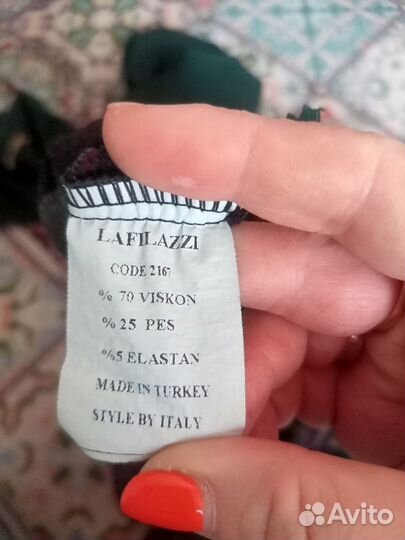 LAFILAZZI
CODE 2167
% 70 VISKON
% 25 PES
%5 ELASTAN
MADE IN TURKEY
STYLE BY ITALY
Avito